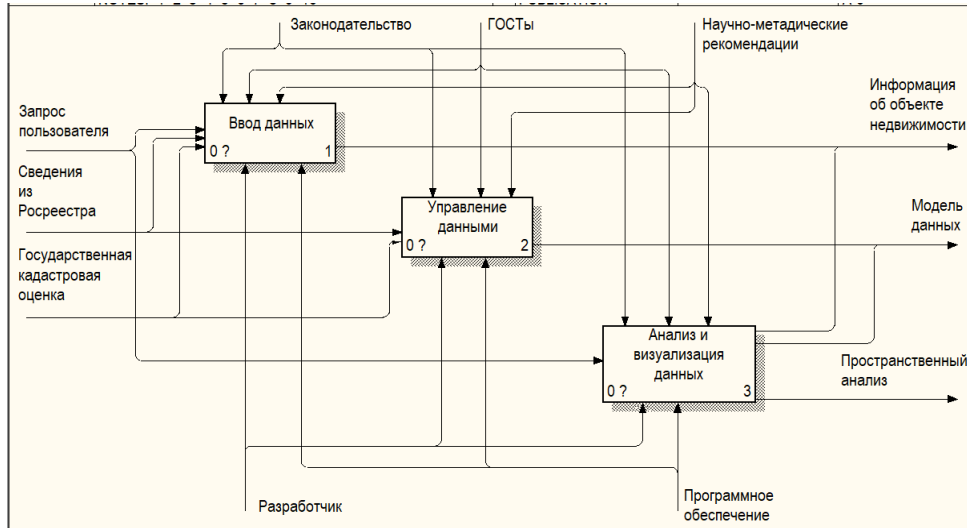 Законодательство
ГОСТы
Научно-метадические
рекомендации
Информация
об объекте
недвижимости
Запрос
пользователя
Ввод данных
0 ?
1
Сведения
из
Росреестра
Управление
данными
0 ?
2
Модель
данных
Государственная
кадастровая
оценка
Анализ и
визуализация
данных
0 ?
3
Пространственный
анализ
Разработчик
Программное
обеспечение